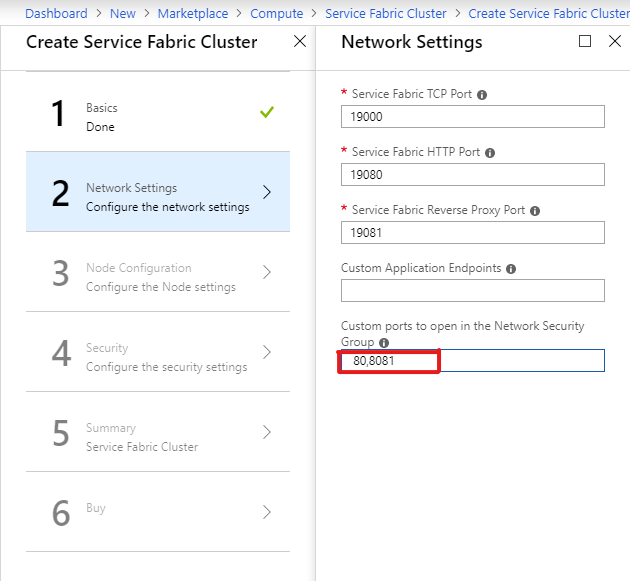 Dashboard > New > Marketplace > Compute > Service Fabric Cluster > Create Service Fabric Cluster
Create Service Fabric Cluster
1
Basics
Done
2
Network Settings
Configure the network settings
3
Node Configuration
Configure the Node settings
4
Security
Configure the security settings
5
Summary
Service Fabric Cluster
6
Buy
Network Settings
* Service Fabric TCP Port
19000
* Service Fabric HTTP Port
19080
* Service Fabric Reverse Proxy Port
19081
Custom Application Endpoints
Custom ports to open in the Network Security
Group
80,8081